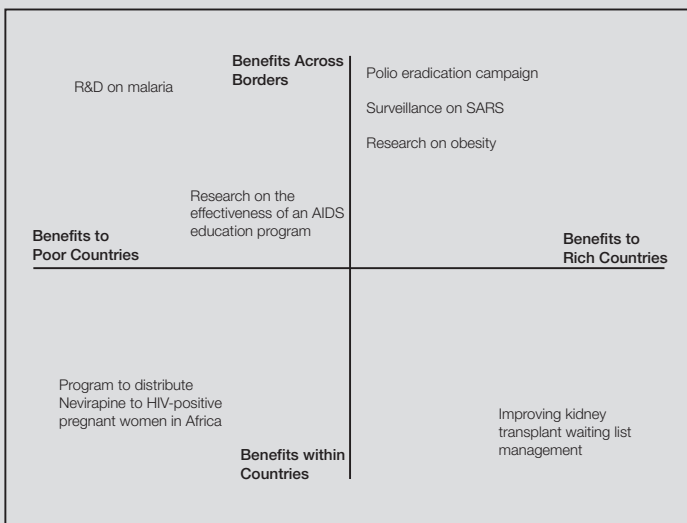 Benefits Across
Borders
R&D on malaria
Polio eradication campaign
Surveillance on SARS
Research on obesity
Research on the
effectiveness of an AIDS
education program
Benefits to
Poor Countries
Benefits to
Rich Countries
Program to distribute
Nevirapine to HIV-positive
pregnant women in Africa
Improving kidney
transplant waiting list
management
Benefits within
Countries